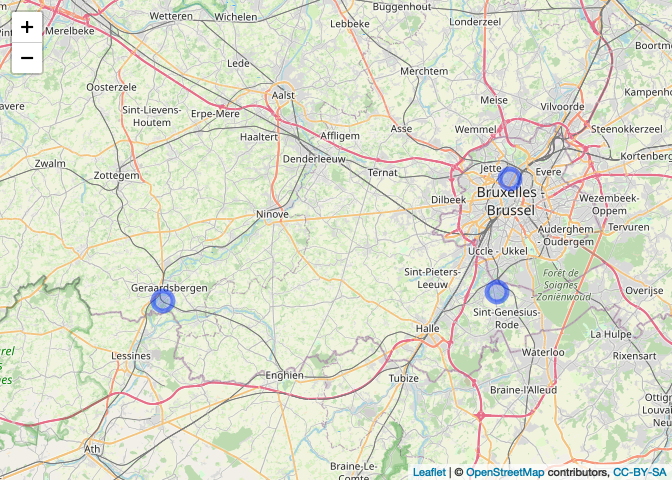 +
−
Merelbeke
Wetteren
Wichelen
Buggenhout
Lebbeke
Londerzeel
Boortm
Lede
Merchtem
Oosterzele
Aalst
Meise
Kampenho
Vilvoorde
avere
Sint-Lievens-
Houtem
Erpe-Mere
Haaltert
Affligem
Asse
Wemmel
Steenokkerzeel
Zwalm
Zottegem
Denderleeuw
Ternat
Jette
Evere
Kortenberg
Bruxelles -
Brussel
Dilbeek
Wezembeek-
Oppem
Ninove
Auderghem
- Oudergem
Tervuren
Uccle - Ukkel
Sint-Pieters-
Leeuw
Forêt de
Soignes
Zoniënwoud
Geraardsbergen
Overijse
Sint-Genesius-
Rode
Halle
La Hulpe
Lessines
Waterloo
Rixensart
Enghien
Tubize
Braine-l'Alleud
Ottig
Louva
Neu
Ath
Braine-Le-
Comte
Leaflet | © OpenStreetMap contributors, CC-BY-SA